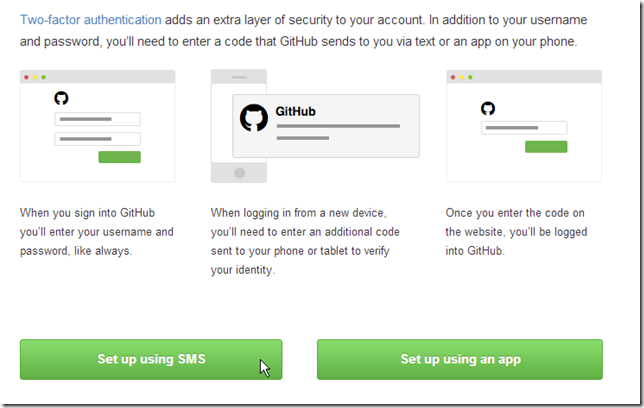 Two-factor authentication adds an extra layer of security to your account. In addition to your username
and password, you'll need to enter a code that GitHub sends to you via text or an app on your phone.
GitHub
When you sign into GitHub
you'll enter your username and
password, like always.
When logging in from a new device,
you'll need to enter an additional code
sent to your phone or tablet to verify
your identity.
Once you enter the code on
the website, you'll be logged
into GitHub.
Set up using SMS
Set up using an app